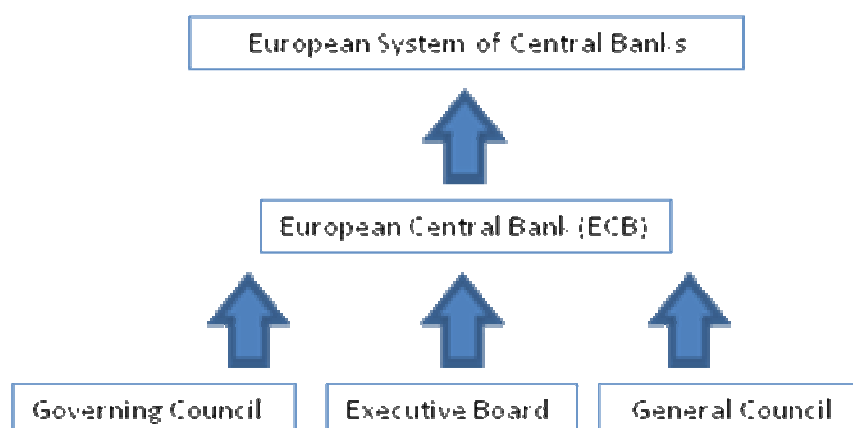 European System of Central Banks
European Central Bank (ECB)
Governing Council
Executive Board
General Council